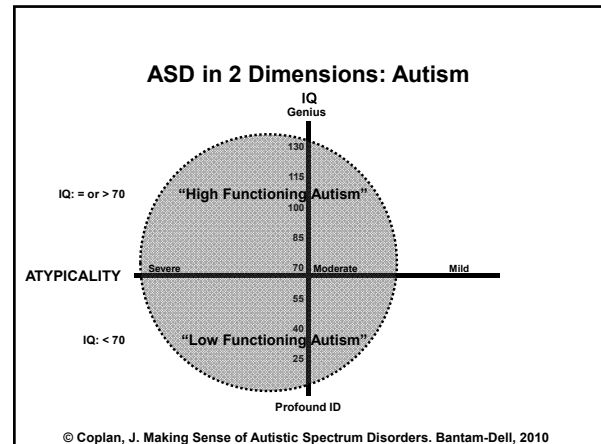 ASD in 2 Dimensions: Autism
IQ
Genius
130
115
IQ: = or > 70
"High Functioning Autism"
100
85
70
ATYPICALITY
Severe
Moderate
Mild
55
40
IQ: < 70
"Low Functioning Autism"
25
Profound ID
© Coplan, J. Making Sense of Autistic Spectrum Disorders. Bantam-Dell, 2010